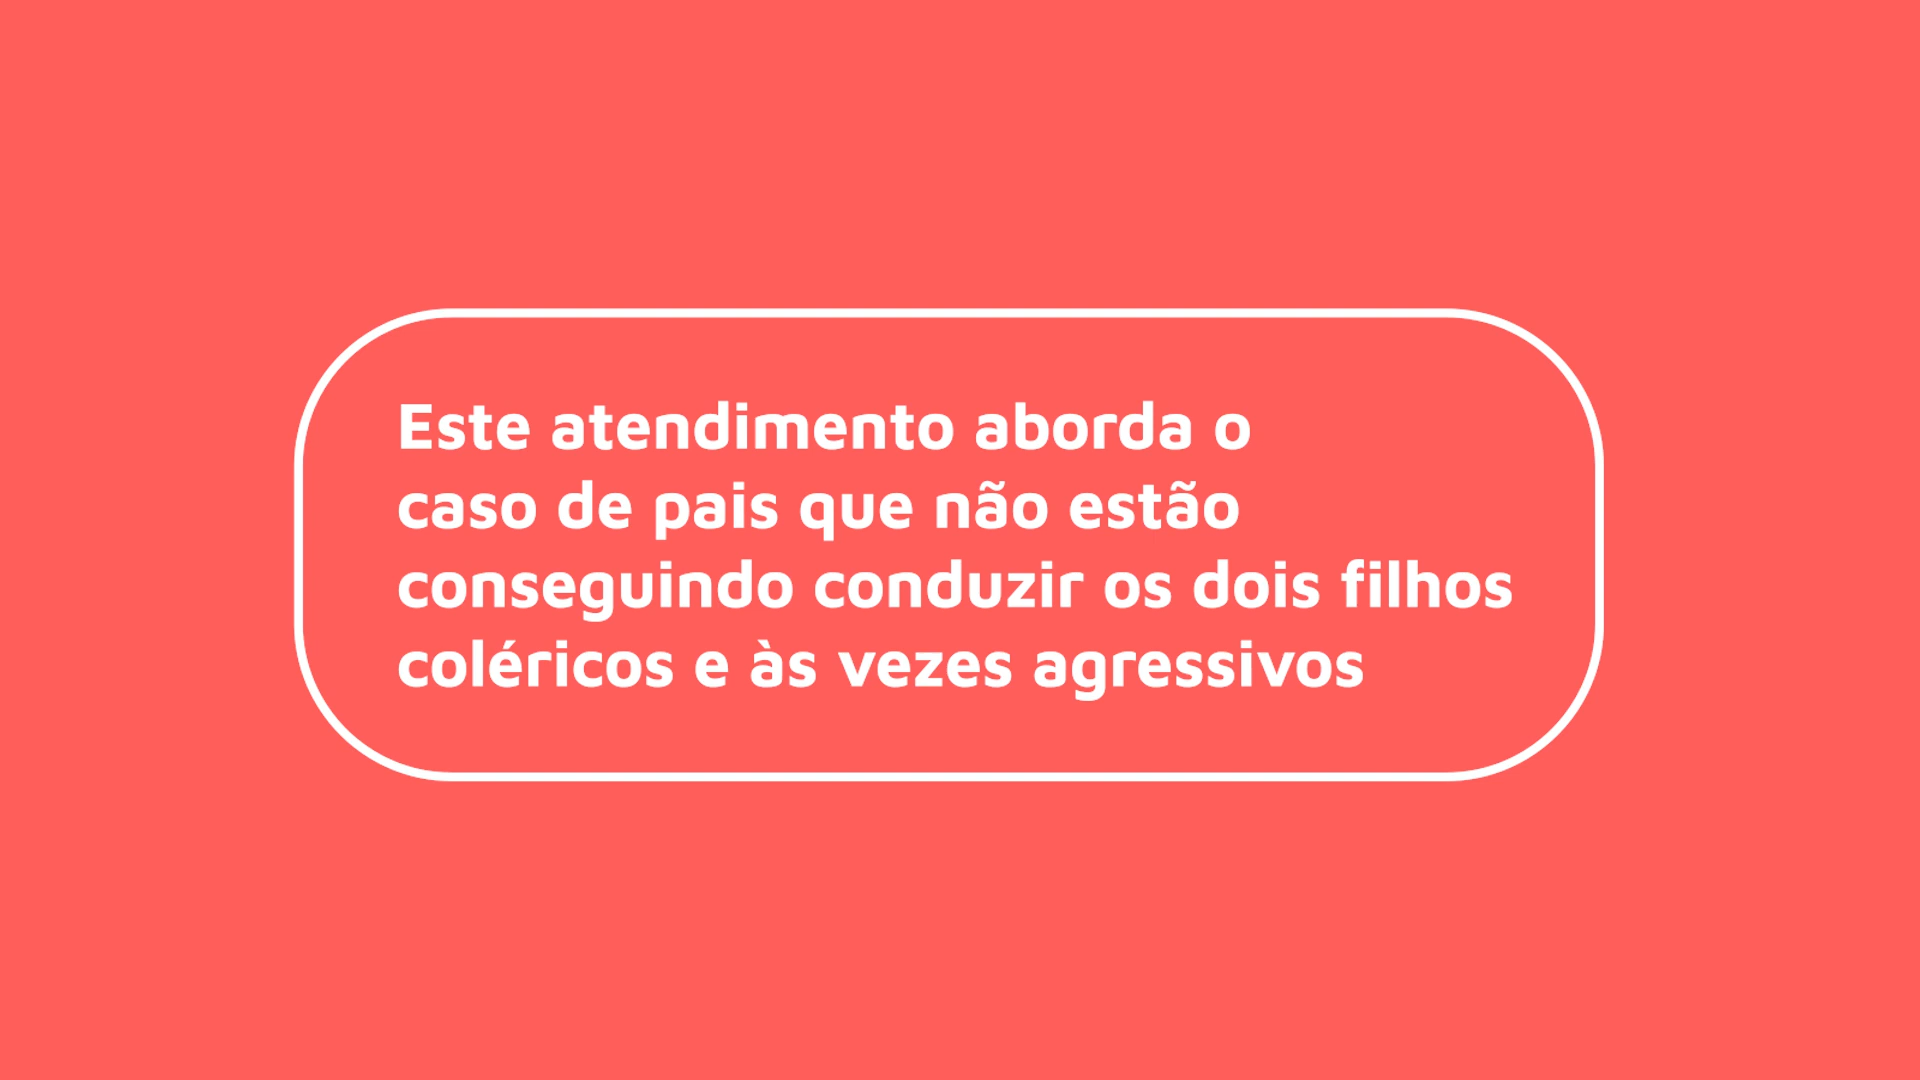 Este atendimento aborda o
caso de pais que não estão
conseguindo conduzir os dois filhos
coléricos e às vezes agressivos